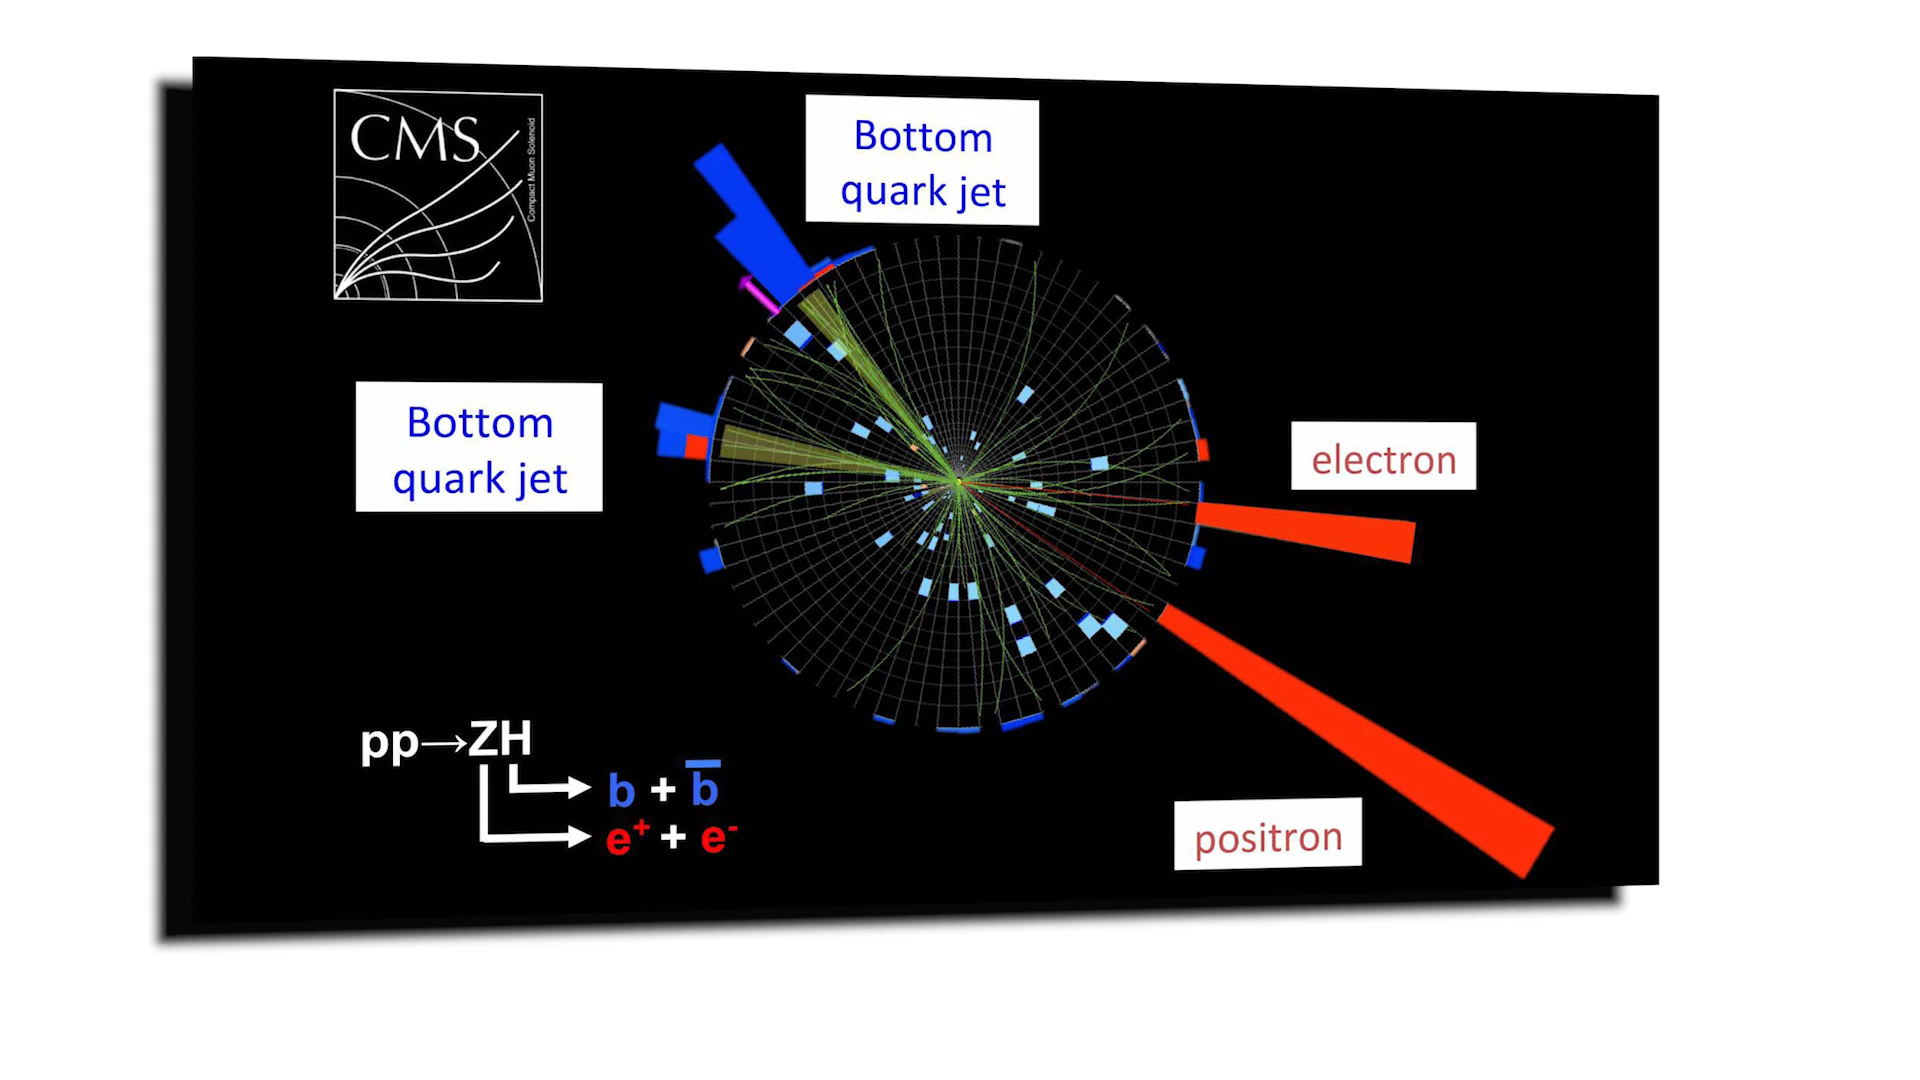 CMS
Compact Muon Solenoid
Bottom
quark jet
Bottom
quark jet
electron
positron
pp→ZH
b + b̅
e⁺ + e⁻